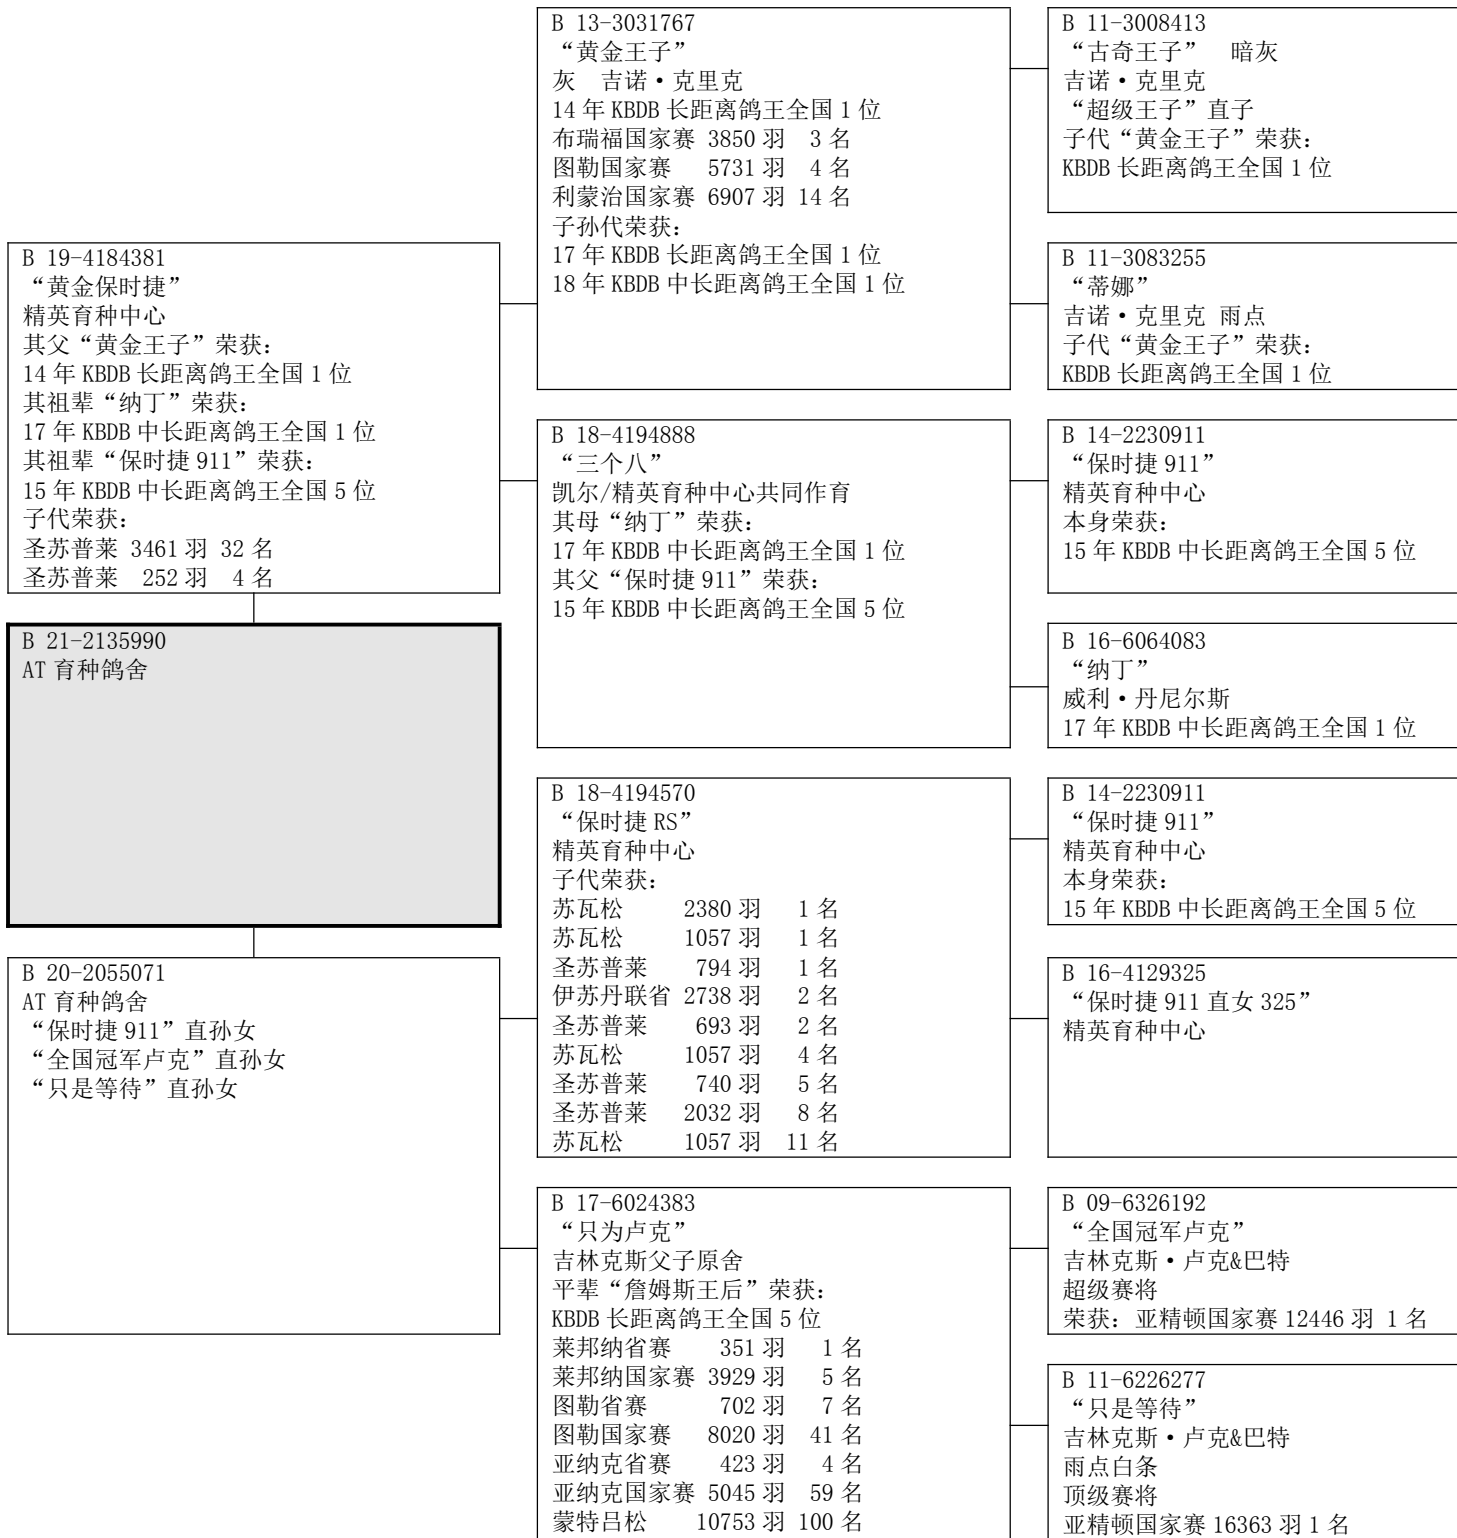 B 19-4184381
“黄金保时捷”
精英育种中心
其父“黄金王子”荣获：
14 年 KBDB 长距离鸽王全国 1 位
其祖辈“纳丁”荣获：
17 年 KBDB 中长距离鸽王全国 1 位
其祖辈“保时捷 911”荣获：
15 年 KBDB 中长距离鸽王全国 5 位
子代荣获：
圣苏普莱 3461 羽 32 名
圣苏普莱 252 羽 4 名
B 21-2135990
AT 育种鸽舍
B 20-2055071
AT 育种鸽舍
“保时捷 911”直孙女
“全国冠军卢克”直孙女
“只是等待”直孙女
B 13-3031767
“黄金王子”
灰 吉诺·克里克
14 年 KBDB 长距离鸽王全国 1 位
布瑞福国家赛 3850 羽 3 名
图勒国家赛 5731 羽 4 名
利蒙治国家赛 6907 羽 14 名
子孙代荣获：
17 年 KBDB 长距离鸽王全国 1 位
18 年 KBDB 中长距离鸽王全国 1 位
B 18-4194888
“三个八”
凯尔/精英育种中心共同作育
其母“纳丁”荣获：
17 年 KBDB 中长距离鸽王全国 1 位
其父“保时捷 911”荣获：
15 年 KBDB 中长距离鸽王全国 5 位
B 18-4194570
“保时捷 RS”
精英育种中心
子代荣获：
苏瓦松 2380 羽 1 名
苏瓦松 1057 羽 1 名
圣苏普莱 794 羽 1 名
伊苏丹联省 2738 羽 2 名
圣苏普莱 693 羽 2 名
苏瓦松 1057 羽 4 名
圣苏普莱 740 羽 5 名
圣苏普莱 2032 羽 8 名
苏瓦松 1057 羽 11 名
B 17-6024383
“只为卢克”
吉林克斯父子原舍
平辈“詹姆斯王后”荣获：
KBDB 长距离鸽王全国 5 位
莱邦纳省赛 351 羽 1 名
莱邦纳国家赛 3929 羽 5 名
图勒省赛 702 羽 7 名
图勒国家赛 8020 羽 41 名
亚纳克省赛 423 羽 4 名
亚纳克国家赛 5045 羽 59 名
蒙特吕松 10753 羽 100 名
B 11-3008413
“古奇王子” 暗灰
吉诺·克里克
“超级王子”直子
子代“黄金王子”荣获：
KBDB 长距离鸽王全国 1 位
B 11-3083255
“蒂娜”
吉诺·克里克 雨点
子代“黄金王子”荣获：
KBDB 长距离鸽王全国 1 位
B 14-2230911
“保时捷 911”
精英育种中心
本身荣获：
15 年 KBDB 中长距离鸽王全国 5 位
B 16-6064083
“纳丁”
威利·丹尼尔斯
17 年 KBDB 中长距离鸽王全国 1 位
B 14-2230911
“保时捷 911”
精英育种中心
本身荣获：
15 年 KBDB 中长距离鸽王全国 5 位
B 16-4129325
“保时捷 911 直女 325”
精英育种中心
B 09-6326192
“全国冠军卢克”
吉林克斯·卢克&巴特
超级赛将
荣获：亚精顿国家赛 12446 羽 1 名
B 11-6226277
“只是等待”
吉林克斯·卢克&巴特
雨点白条
顶级赛将
亚精顿国家赛 16363 羽 1 名